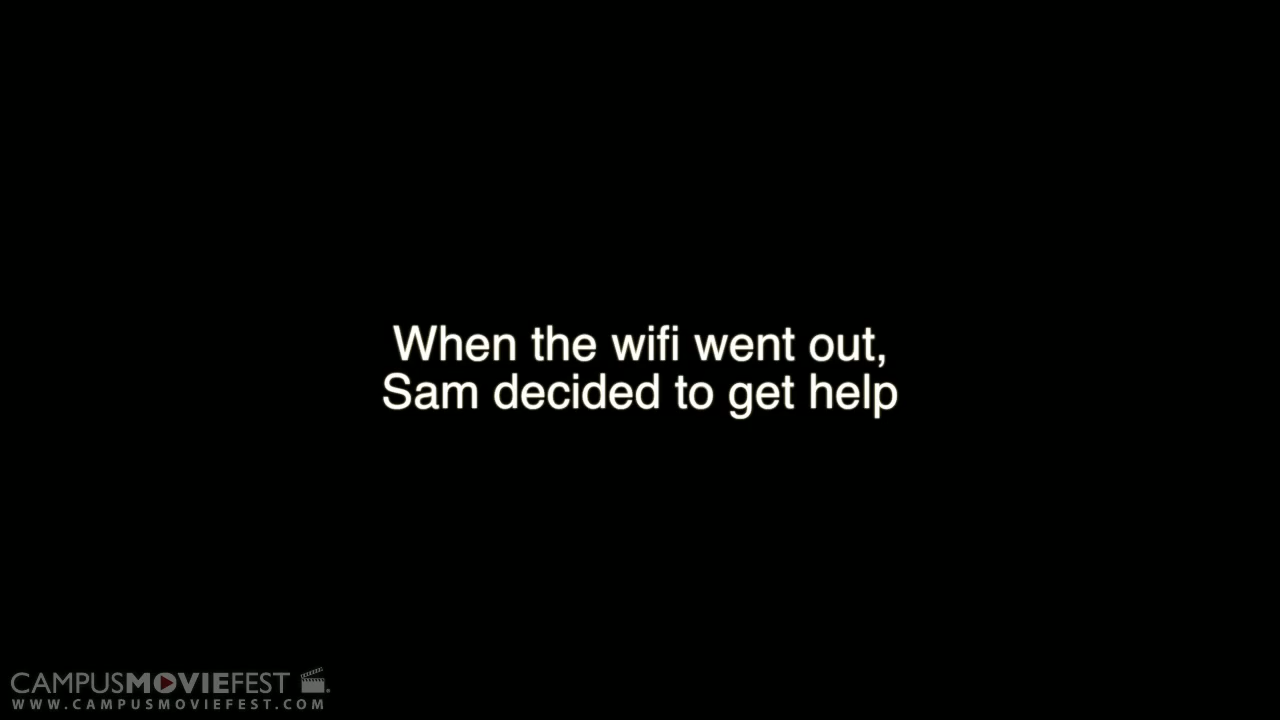 When the wifi went out,
Sam decided to get help
CAMPUSMOVIEFEST
WWW.CAMPUSMOVIEFEST.COM